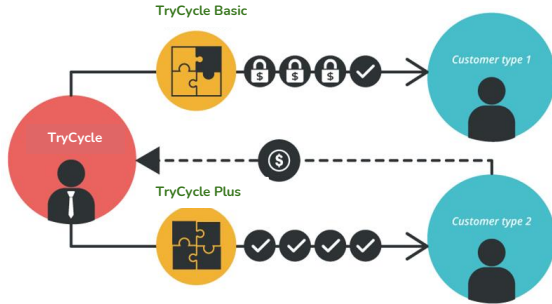 TryCycle Basic
$ $ $
Customer type 1
TryCycle
$
TryCycle Plus
Customer type 2